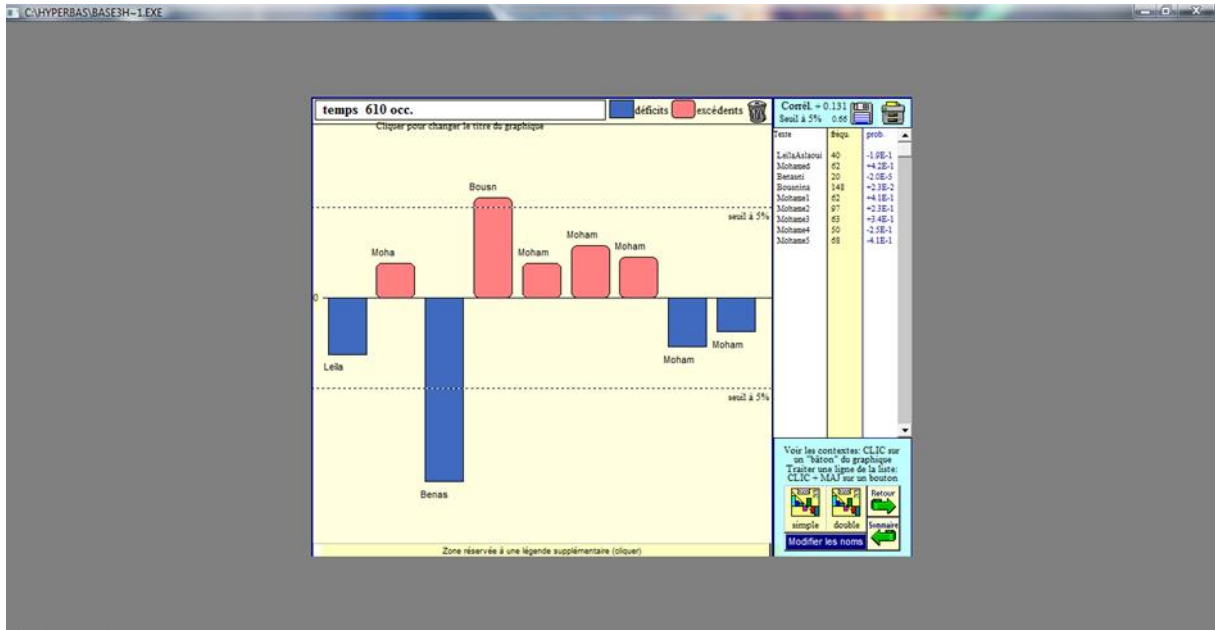 C:\HYPERBAS\BASE3H~1.EXE
temps 610 occ.
déficits
excédents
Cliquer pour changer le titre du graphique
Bousn
seuil à 5%
Moham
Moha
Moham
Moham
0
Leila
Moham
Moham
seuil à 5%
Benas
Zone réservée à une légende supplémentaire (cliquer)
Corrél. + 0.131
Seuil à 5% 0.66
Texte fréqu. prob.
LeilaAslaoui 40 -1.9E-1
Mohamed 62 +4.2E-1
Benasni 20 -2.0E-5
Bousnina 148 +2.3E-2
Mohame1 62 +4.1E-1
Mohame2 97 +2.3E-1
Mohame3 63 +3.4E-1
Mohame4 50 -2.5E-1
Mohame5 68 -4.1E-1
Voir les contextes: CLIC sur
un "bâton" du graphique
Traiter une ligne de la liste:
CLIC + MAJ sur un bouton
simple
double
Retour
Sommaire
Modifier les noms